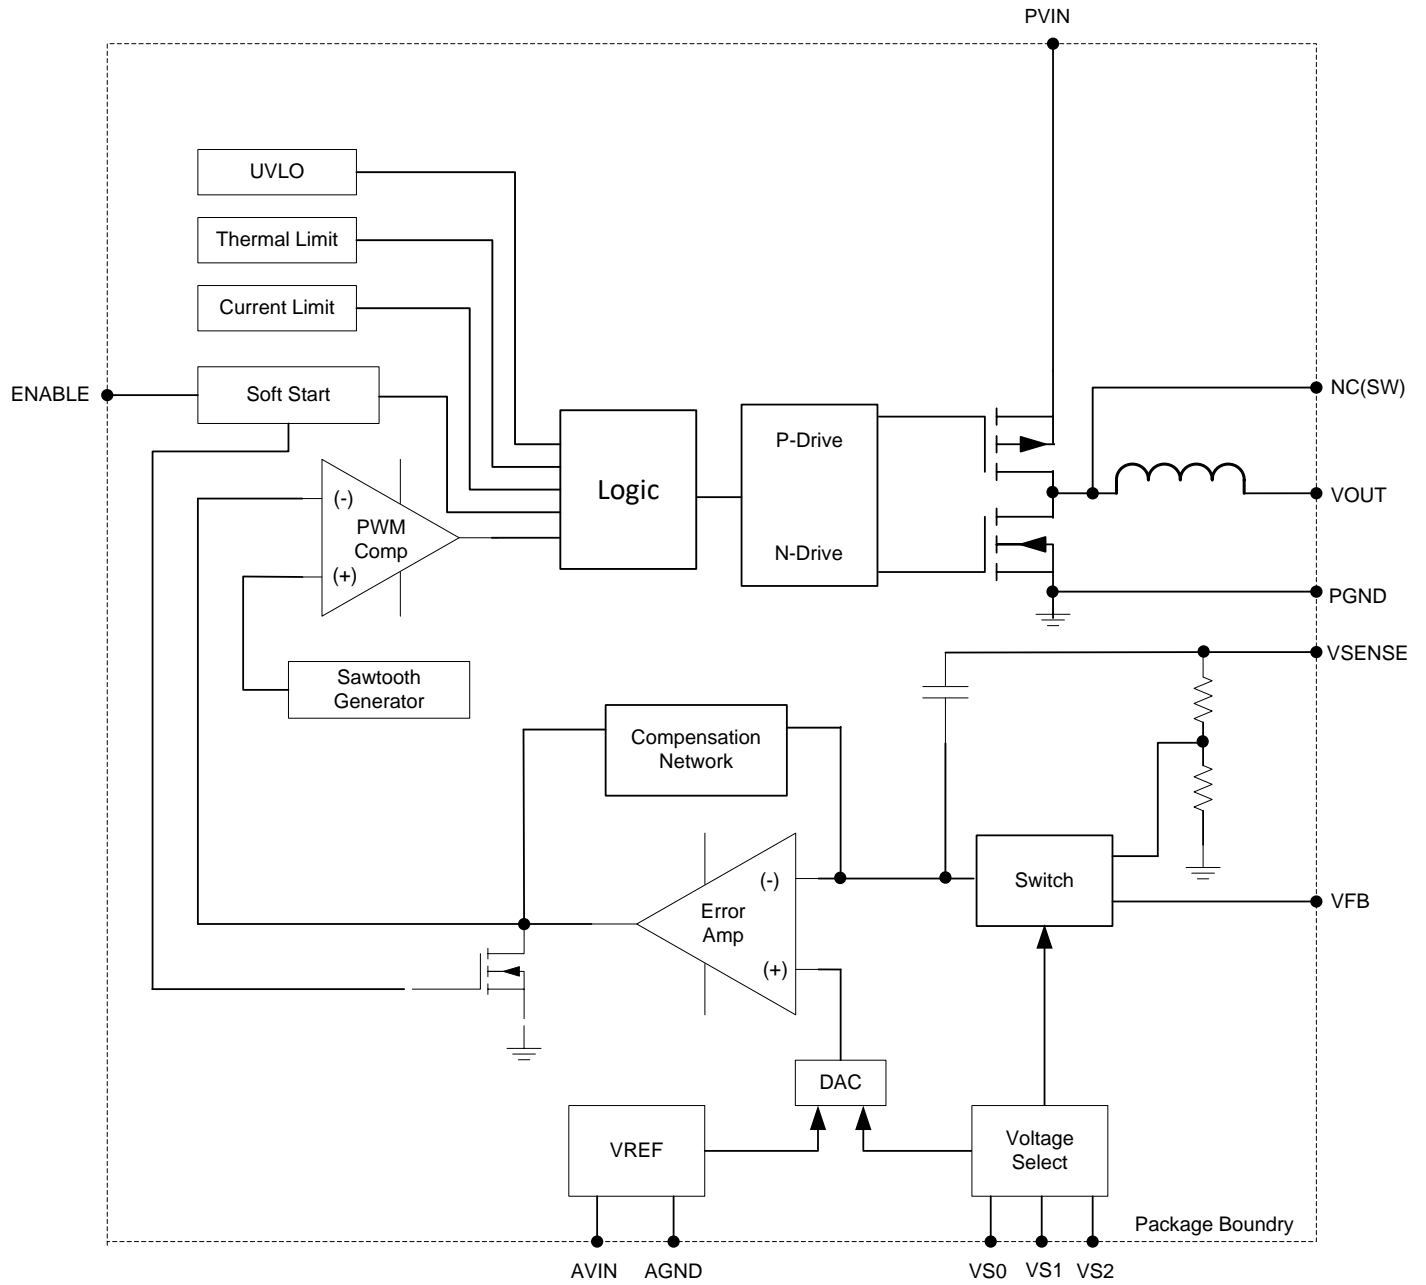 PVIN
UVLO
Thermal Limit
Current Limit
ENABLE
Soft Start
NC(SW)
P-Drive
Logic
(-)
PWM
Comp
(+)
VOUT
N-Drive
PGND
VSENSE
Sawtooth
Generator
Compensation
Network
Switch
(-)
Error
Amp
(+)
VFB
DAC
VREF
Voltage
Select
Package Boundry
AVIN
AGND
VS0
VS1
VS2